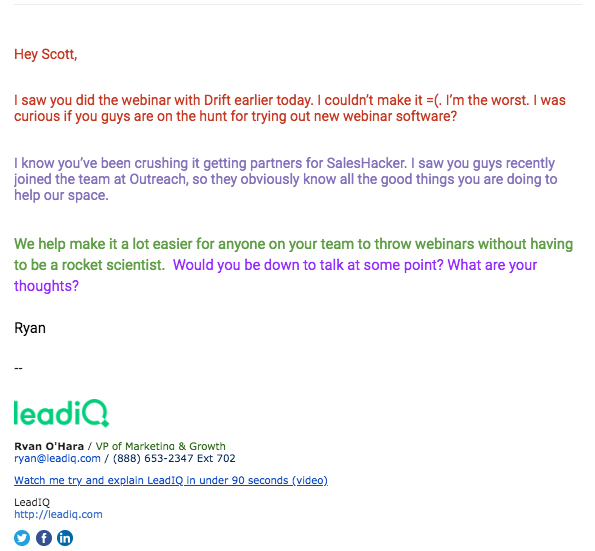 Hey Scott,
I saw you did the webinar with Drift earlier today. I couldn't make it =(. I'm the worst. I was
curious if you guys are on the hunt for trying out new webinar software?
I know you've been crushing it getting partners for SalesHacker. I saw you guys recently
joined the team at Outreach, so they obviously know all the good things you are doing to
help our space.
We help make it a lot easier for anyone on your team to throw webinars without having
to be a rocket scientist. Would you be down to talk at some point? What are your
thoughts?
Ryan
--
leadiQ
Ryan O'Hara / VP of Marketing & Growth
ryan@leadiq.com / (888) 653-2347 Ext 702
Watch me try and explain LeadIQ in under 90 seconds (video)
LeadIQ
http://leadiq.com